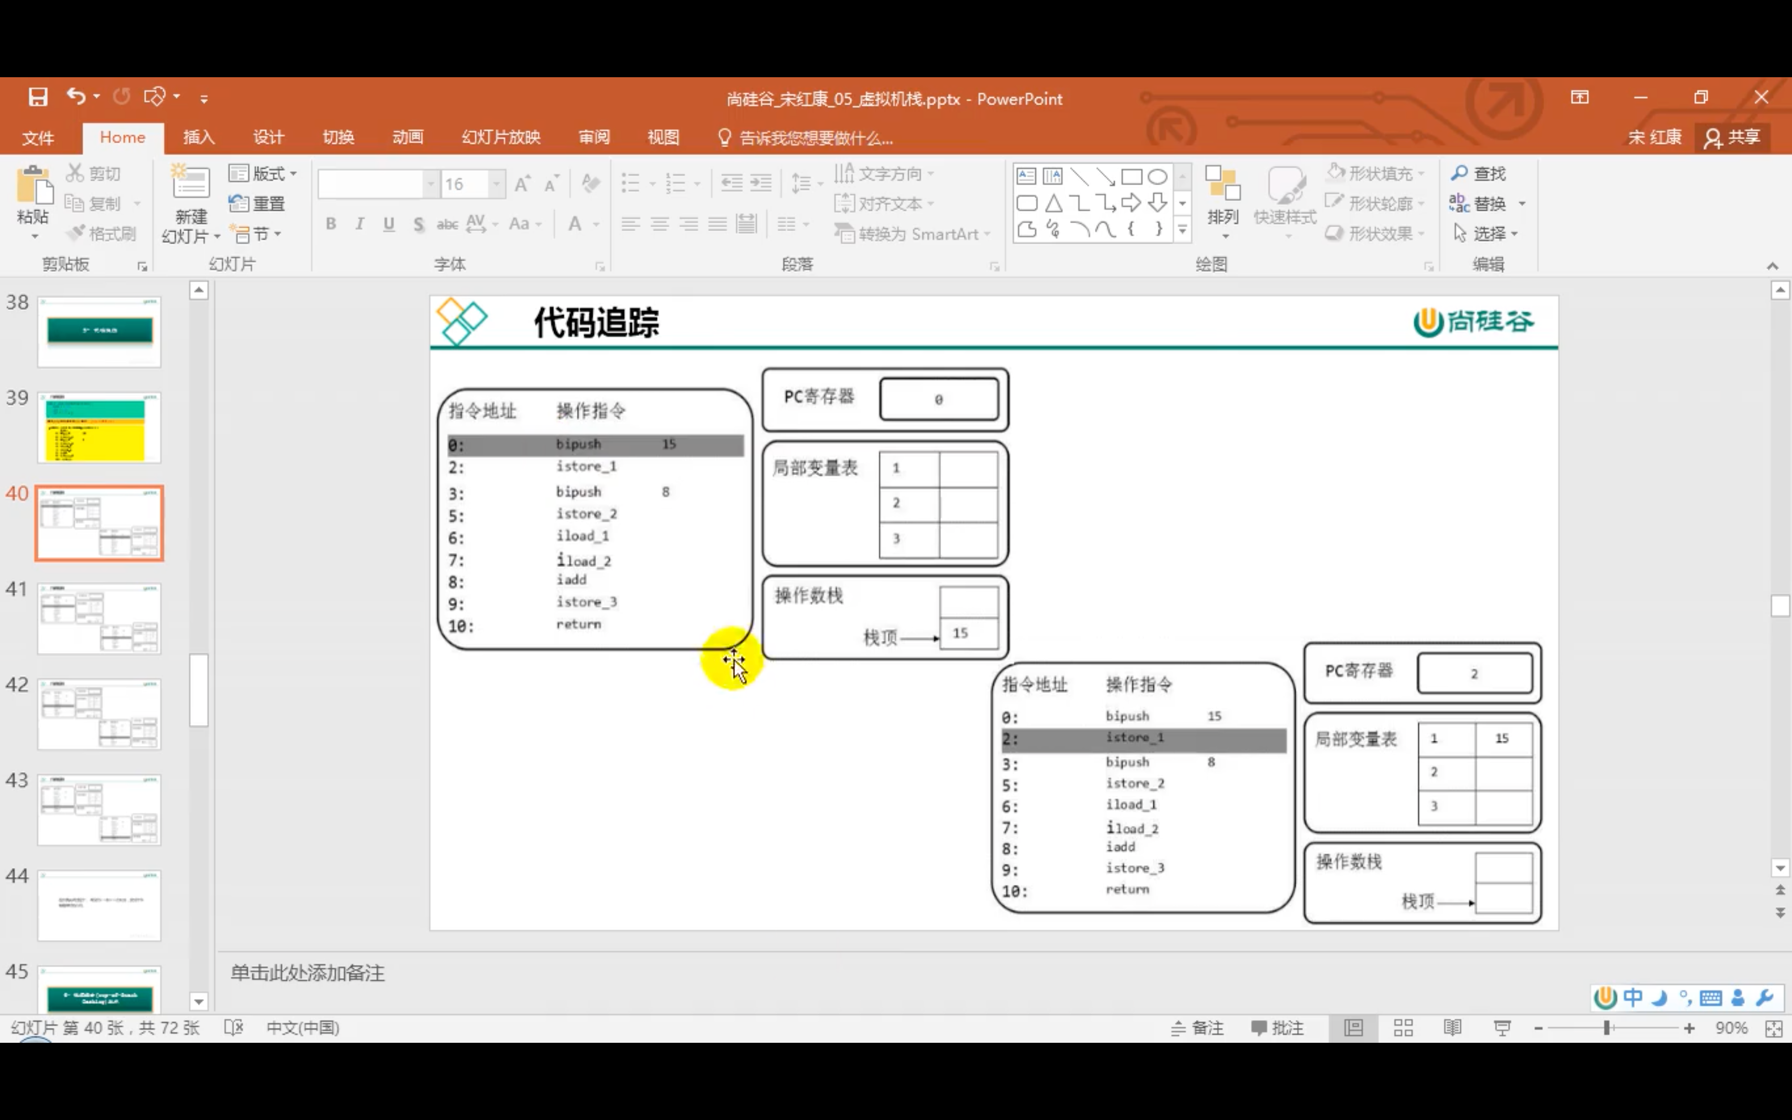 尚硅谷_宋红康_05_虚拟机栈.pptx - PowerPoint
文件 Home 插入 设计 切换 动画 幻灯片放映 审阅 视图 告诉我您想要做什么... 宋 红康 共享
粘贴 剪切 复制 格式刷
剪贴板
新建 幻灯片 版式 重置 节
幻灯片
16
B I U S abc AV Aa A
字体
文字方向 对齐文本 转换为 SmartArt
段落
排列 快速样式 形状填充 形状轮廓 形状效果
绘图
查找 替换 选择
编辑
38
39
40
41
42
43
44
45
代码追踪
尚硅谷
指令地址 操作指令
0: bipush 15
2: istore_1
3: bipush 8
5: istore_2
6: iload_1
7: iload_2
8: iadd
9: istore_3
10: return
PC寄存器 0
局部变量表 1
2
3
操作数栈
栈顶 15
指令地址 操作指令
0: bipush 15
2: istore_1
3: bipush 8
5: istore_2
6: iload_1
7: iload_2
8: iadd
9: istore_3
10: return
PC寄存器 2
局部变量表 1 15
2
3
操作数栈
栈顶
单击此处添加备注
中
幻灯片 第 40 张，共 72 张 中文(中国) 备注 批注 90%